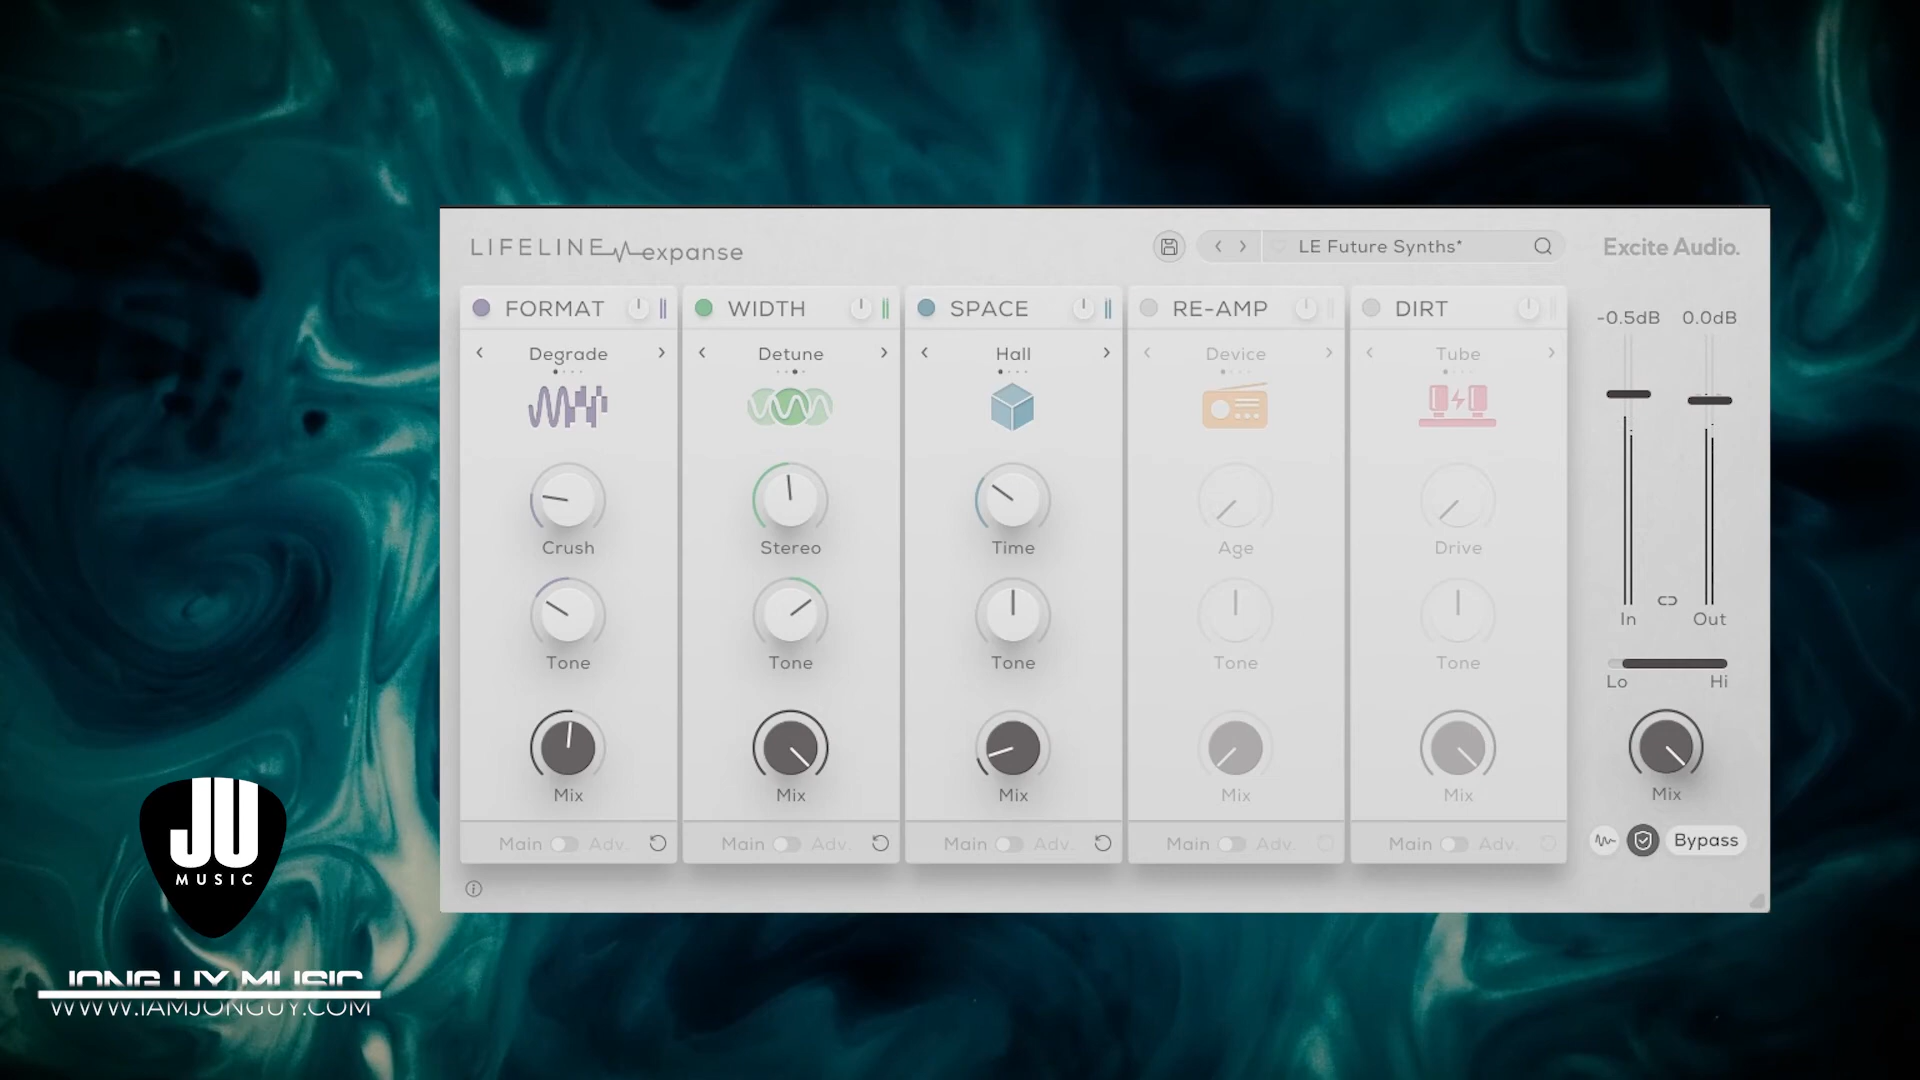 LIFELINE expanse
LE Future Synths*
Excite Audio.
FORMAT WIDTH SPACE RE-AMP DIRT
-0.5dB 0.0dB
Degrade Detune Hall Device Tube
Crush Stereo Time Age Drive
In Out
Tone Tone Tone Tone Tone
Lo Hi
Mix Mix Mix Mix Mix Mix
Main Adv. Main Adv. Main Adv. Main Adv. Main Adv.
Bypass
JU
MUSIC
WWW.IAMJONGUY.COM